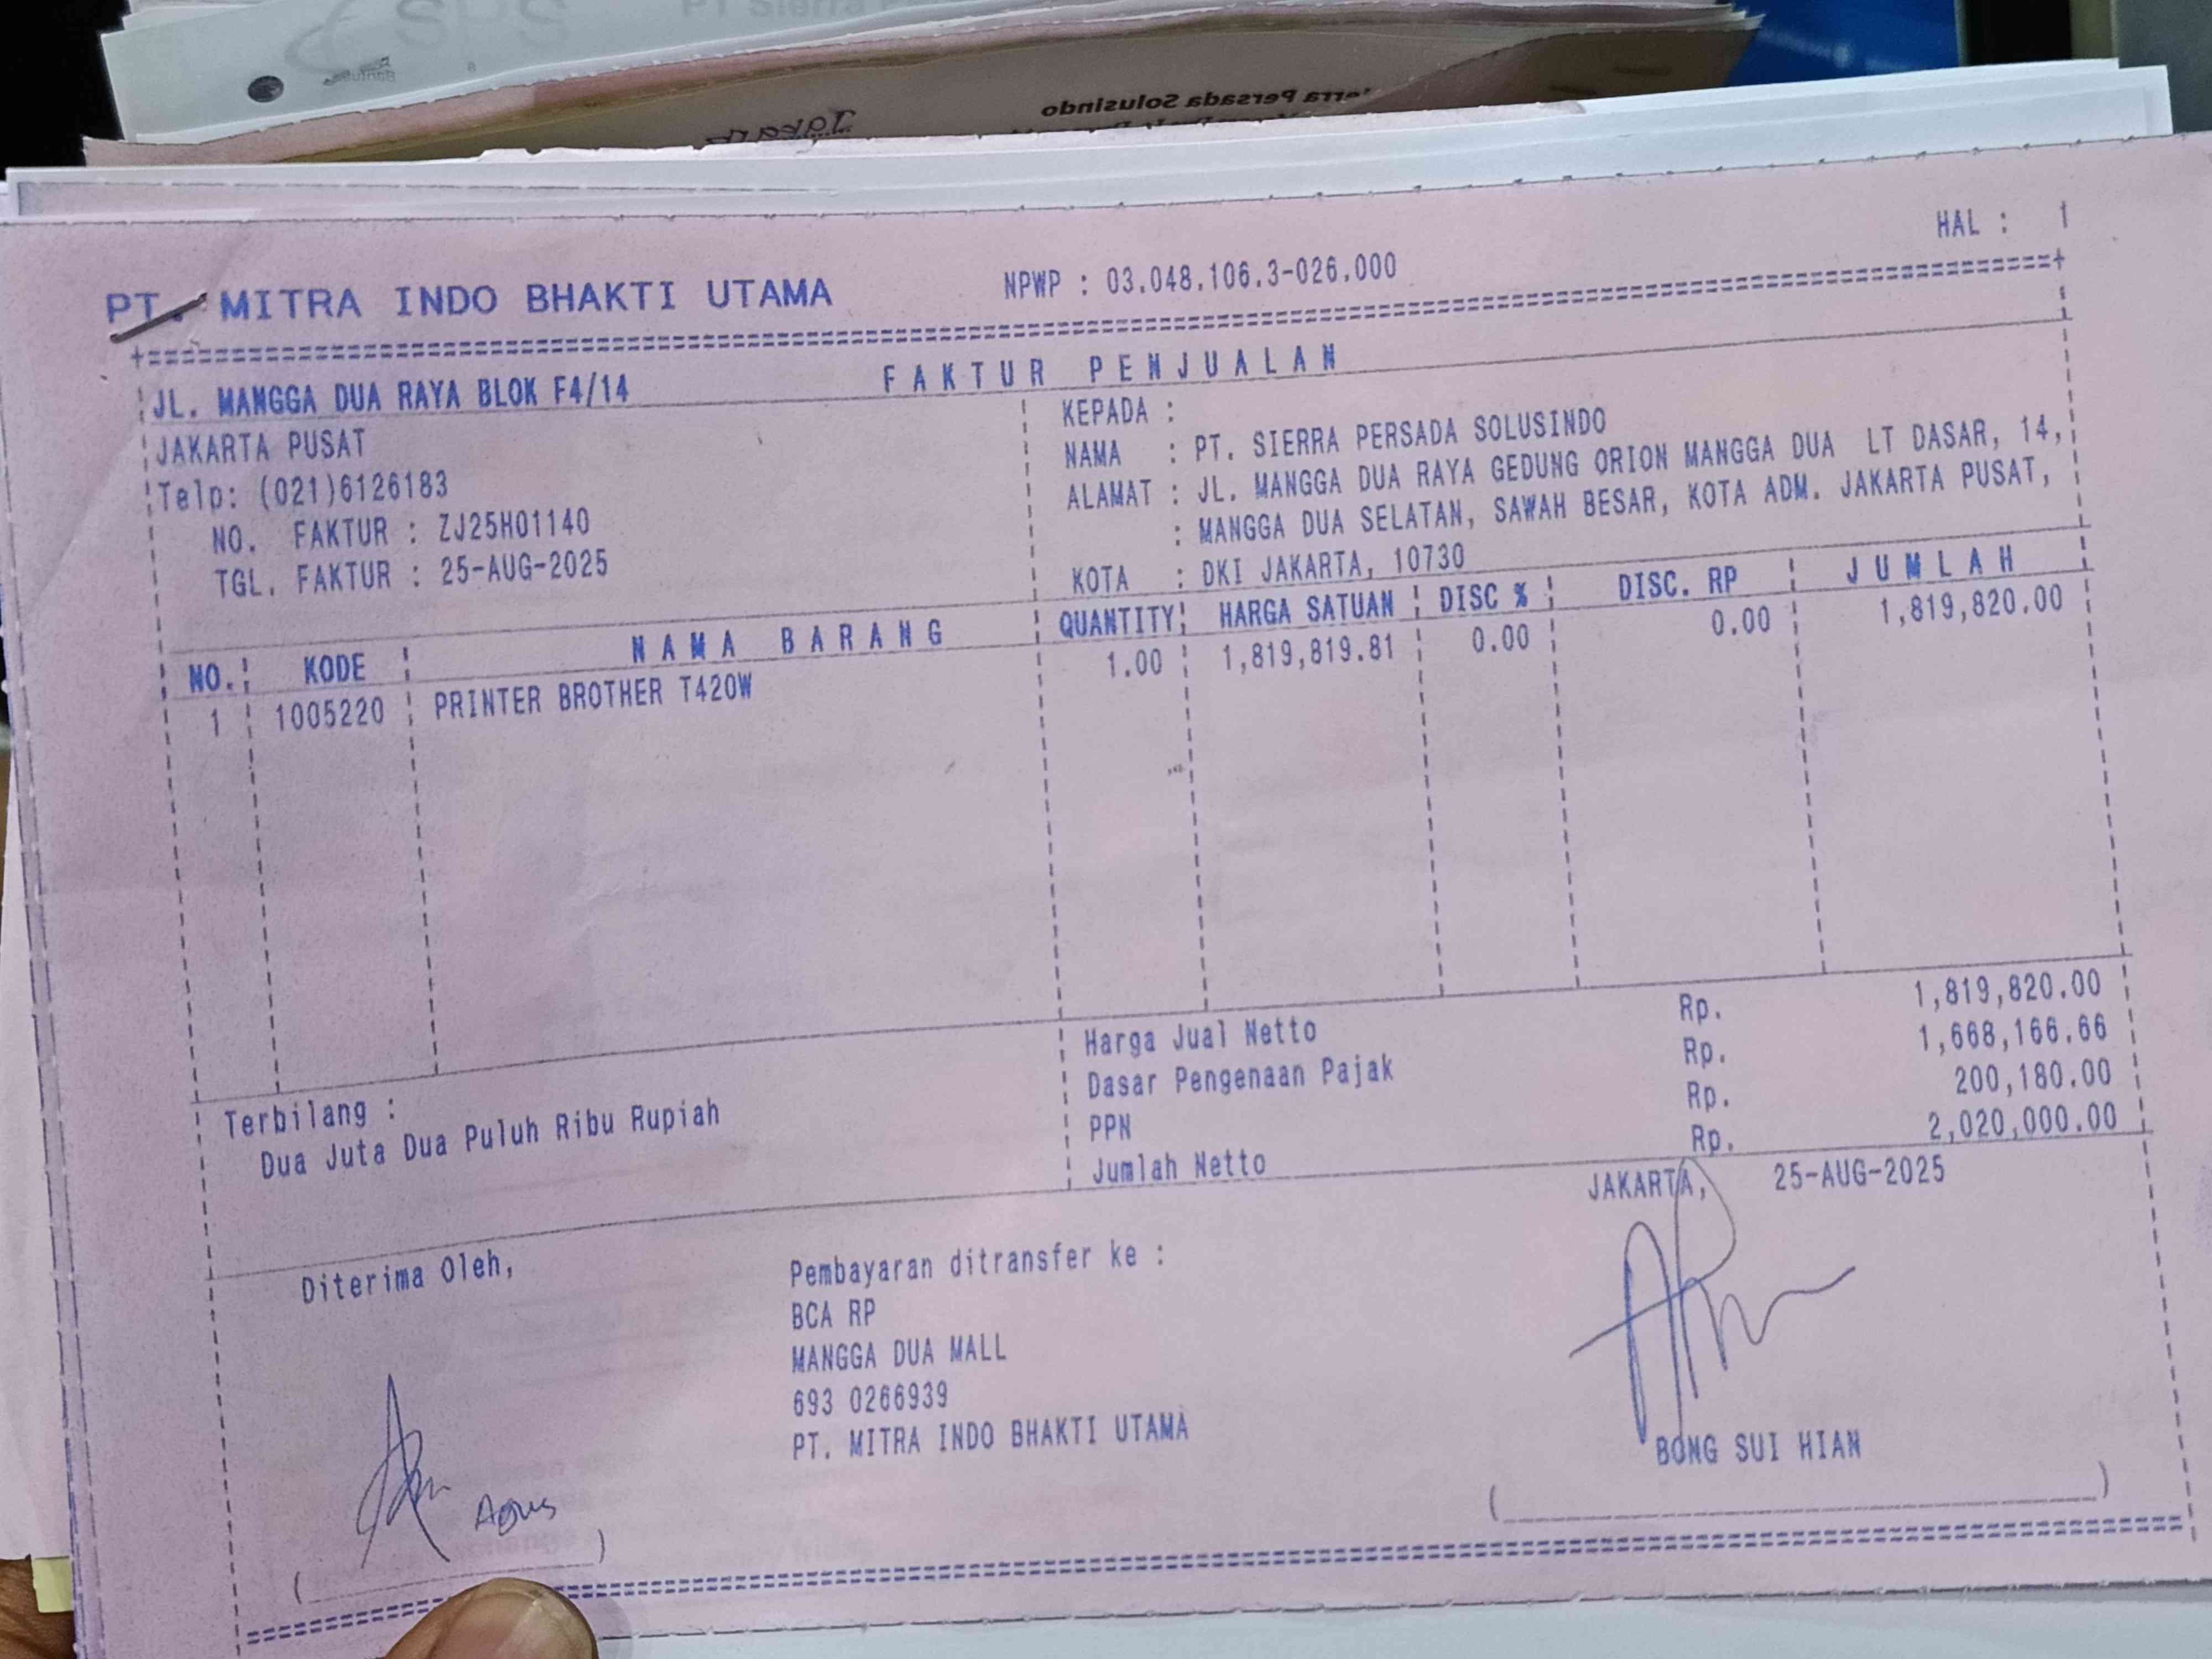 HAL : 1
PT. MITRA INDO BHAKTI UTAMA NPWP : 03.048.106.3-026.000
FAKTUR PENJUALAN
JL. MANGGA DUA RAYA BLOK F4/14
JAKARTA PUSAT
Telp: (021)6126183
NO. FAKTUR : ZJ25H01140
TGL. FAKTUR : 25-AUG-2025
KEPADA :
NAMA : PT. SIERRA PERSADA SOLUSINDO
ALAMAT : JL. MANGGA DUA RAYA GEDUNG ORION MANGGA DUA LT DASAR, 14,
: MANGGA DUA SELATAN, SAWAH BESAR, KOTA ADM. JAKARTA PUSAT,
KOTA : DKI JAKARTA, 10730
NO. KODE NAMA BARANG QUANTITY HARGA SATUAN DISC % DISC. RP JUMLAH
1 1005220 PRINTER BROTHER T420W 1.00 1,819,819.81 0.00 0.00 1,819,820.00
Harga Jual Netto Rp. 1,819,820.00
Dasar Pengenaan Pajak Rp. 1,668,166.66
PPN Rp. 200,180.00
Jumlah Netto Rp. 2,020,000.00
Terbilang :
Dua Juta Dua Puluh Ribu Rupiah
JAKARTA, 25-AUG-2025
Diterima Oleh,
Pembayaran ditransfer ke :
BCA RP
MANGGA DUA MALL
693 0266939
PT. MITRA INDO BHAKTI UTAMA
Agus
BONG SUI HIAN